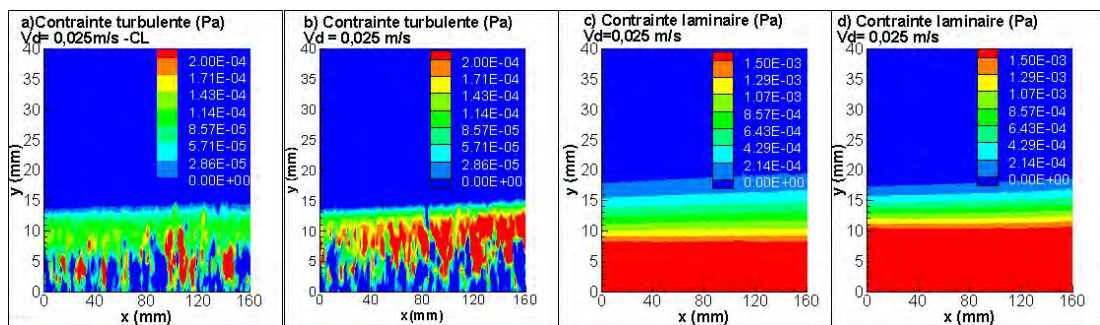 a)Contrainte turbulente (Pa)
Vd= 0,025m/s -CL
40
35
30
25
20
15
10
5
0
y (mm)
2.00E-04
1.71E-04
1.43E-04
1.14E-04
8.57E-05
5.71E-05
2.86E-05
0.00E+00
0 40 80 120 160
x (mm)
b) Contrainte turbulente (Pa)
Vd= 0,025 m/s
40
35
30
25
20
15
10
5
0
y (mm)
2.00E-04
1.71E-04
1.43E-04
1.14E-04
8.57E-05
5.71E-05
2.86E-05
0.00E+00
0 40 80 120 160
x(mm)
c) Contrainte laminaire (Pa)
Vd=0,025 m/s
40
35
30
25
20
15
10
5
0
y (mm)
1.50E-03
1.29E-03
1.07E-03
8.57E-04
6.43E-04
4.29E-04
2.14E-04
0.00E+00
0 40 80 120 160
x (mm)
d) Contrainte laminaire (Pa)
Vd=0,025 m/s
40
35
30
25
20
15
10
5
0
y (mm)
1.50E-03
1.29E-03
1.07E-03
8.57E-04
6.43E-04
4.29E-04
2.14E-04
0.00E+00
0 40 80 120 160
x (mm)